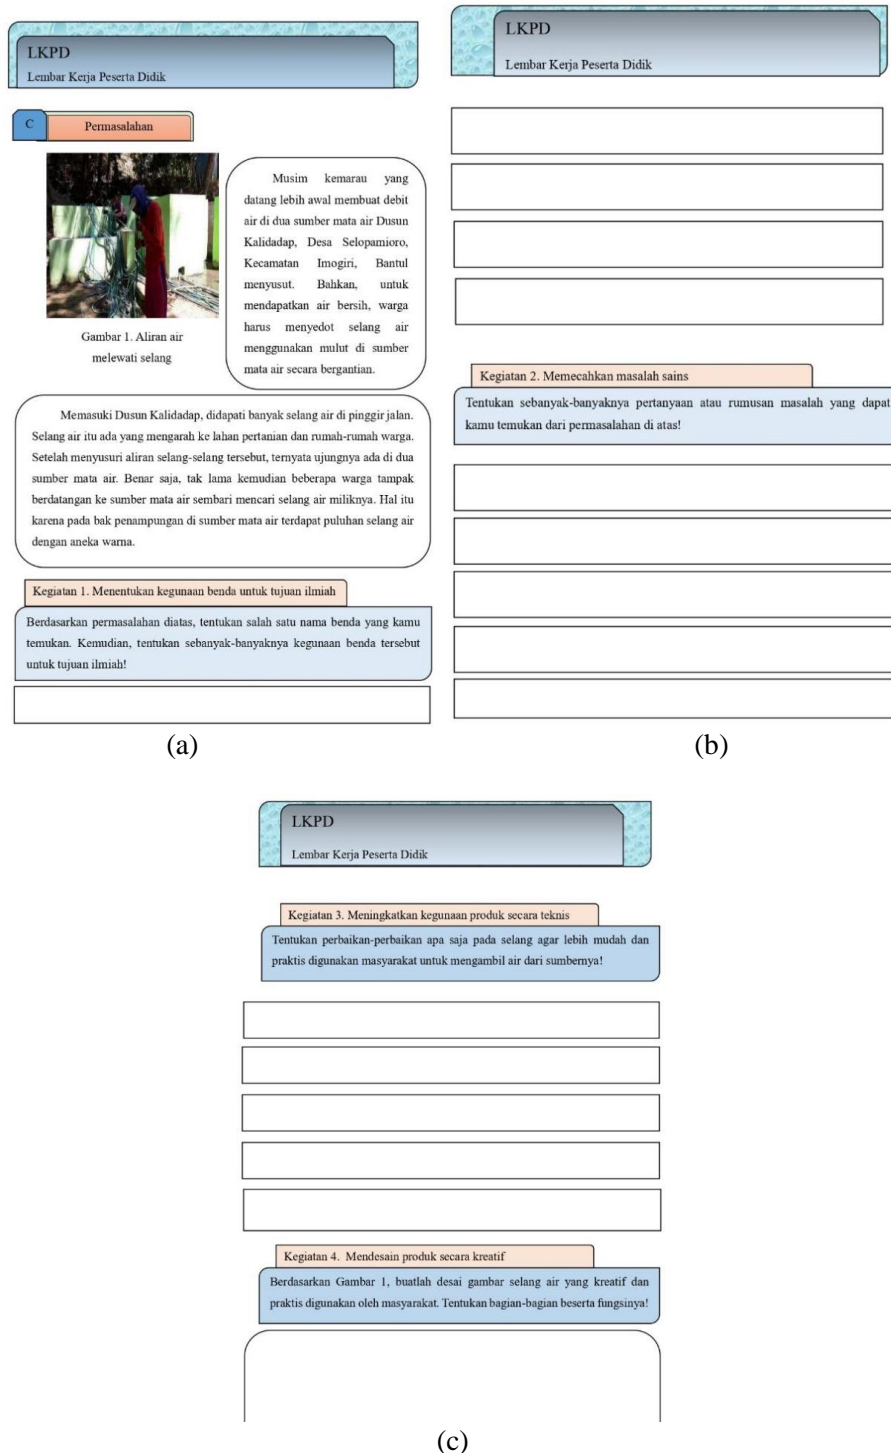 LKPD
Lembar Kerja Peserta Didik
C
Permasalahan
Gambar 1. Aliran air
melewati selang
Musim kemarau yang
datang lebih awal membuat debit
air di dua sumber mata air Dusun
Kalidadap, Desa Selopamioro,
Kecamatan Imogiri, Bantul
menyusut. Bahkan, untuk
mendapatkan air bersih, warga
harus menyedot selang air
menggunakan mulut di sumber
mata air secara bergantian.
Memasuki Dusun Kalidadap, didapati banyak selang air di pinggir jalan.
Selang air itu ada yang mengarah ke lahan pertanian dan rumah-rumah warga.
Setelah menyusuri aliran selang-selang tersebut, ternyata ujungnya ada di dua
sumber mata air. Benar saja, tak lama kemudian beberapa warga tampak
berdatangan ke sumber mata air sembari mencari selang air miliknya. Hal itu
karena pada bak penampungan di sumber mata air terdapat puluhan selang air
dengan aneka warna.
Kegiatan 1. Menentukan kegunaan benda untuk tujuan ilmiah
Berdasarkan permasalahan diatas, tentukan salah satu nama benda yang kamu
temukan. Kemudian, tentukan sebanyak-banyaknya kegunaan benda tersebut
untuk tujuan ilmiah!
(a)
LKPD
Lembar Kerja Peserta Didik
Kegiatan 2. Memecahkan masalah sains
Tentukan sebanyak-banyaknya pertanyaan atau rumusan masalah yang dapat
kamu temukan dari permasalahan di atas!
(b)
LKPD
Lembar Kerja Peserta Didik
Kegiatan 3. Meningkatkan kegunaan produk secara teknis
Tentukan perbaikan-perbaikan apa saja pada selang agar lebih mudah dan
praktis digunakan masyarakat untuk mengambil air dari sumbernya!
Kegiatan 4. Mendesain produk secara kreatif
Berdasarkan Gambar 1, buatlah desai gambar selang air yang kreatif dan
praktis digunakan oleh masyarakat. Tentukan bagian-bagian beserta fungsinya!
(c)